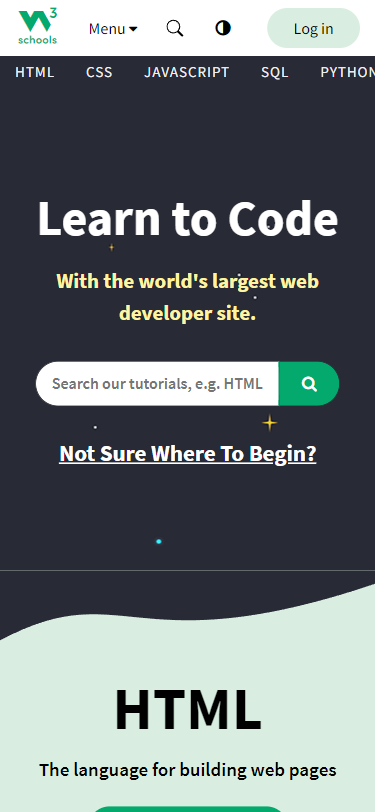 3
schools
Menu
Log in
HTML CSS JAVASCRIPT SQL PYTHON
Learn to Code
With the world's largest web
developer site.
Search our tutorials, e.g. HTML
Not Sure Where To Begin?
HTML
The language for building web pages